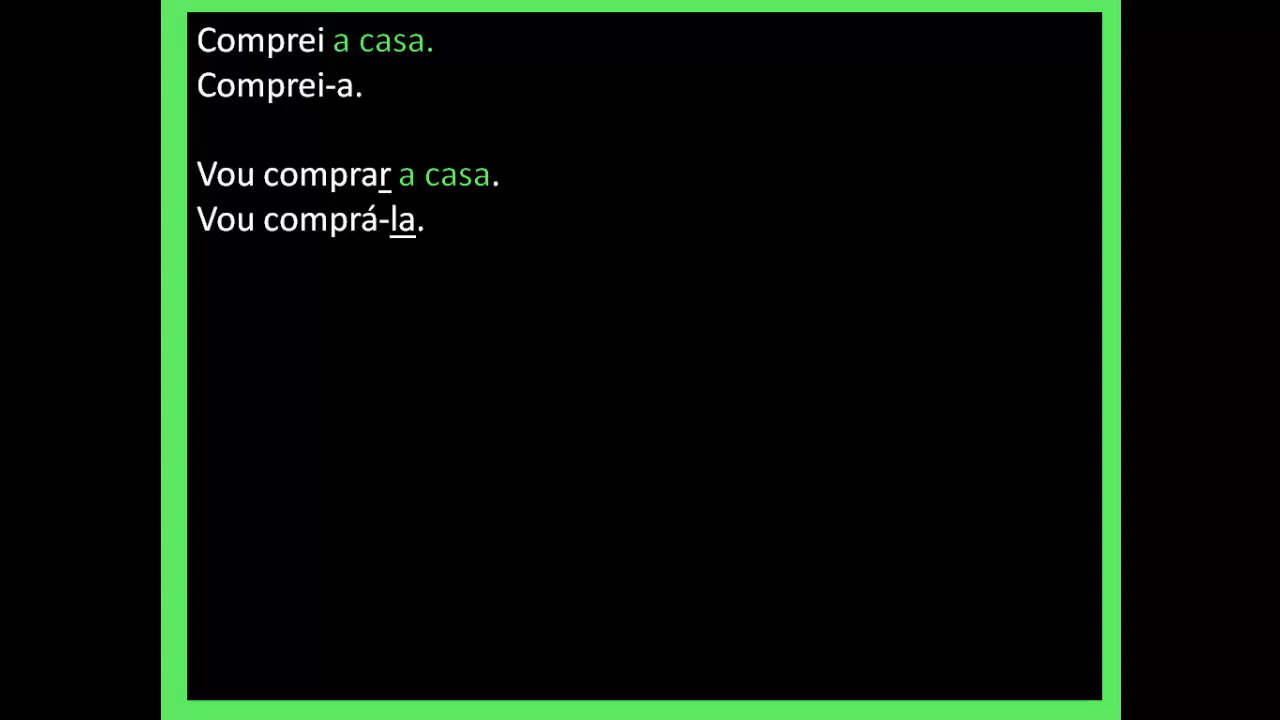 Comprei a casa.
Comprei-a.
Vou comprar a casa.
Vou comprá-la.